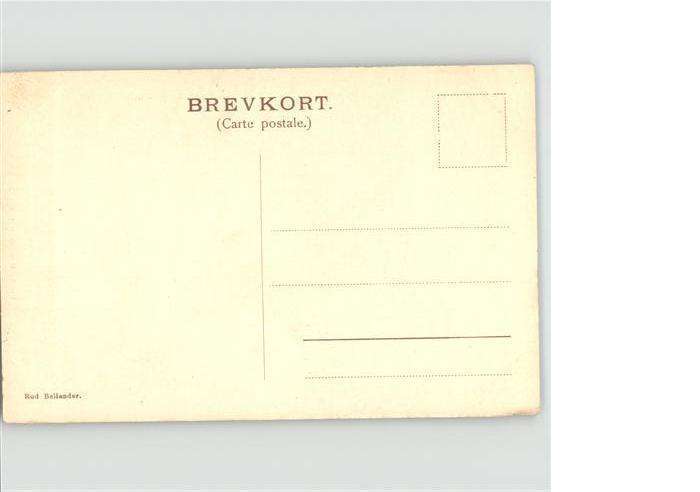 BREVKORT.
(Carte postale.)
Rud Bellander.